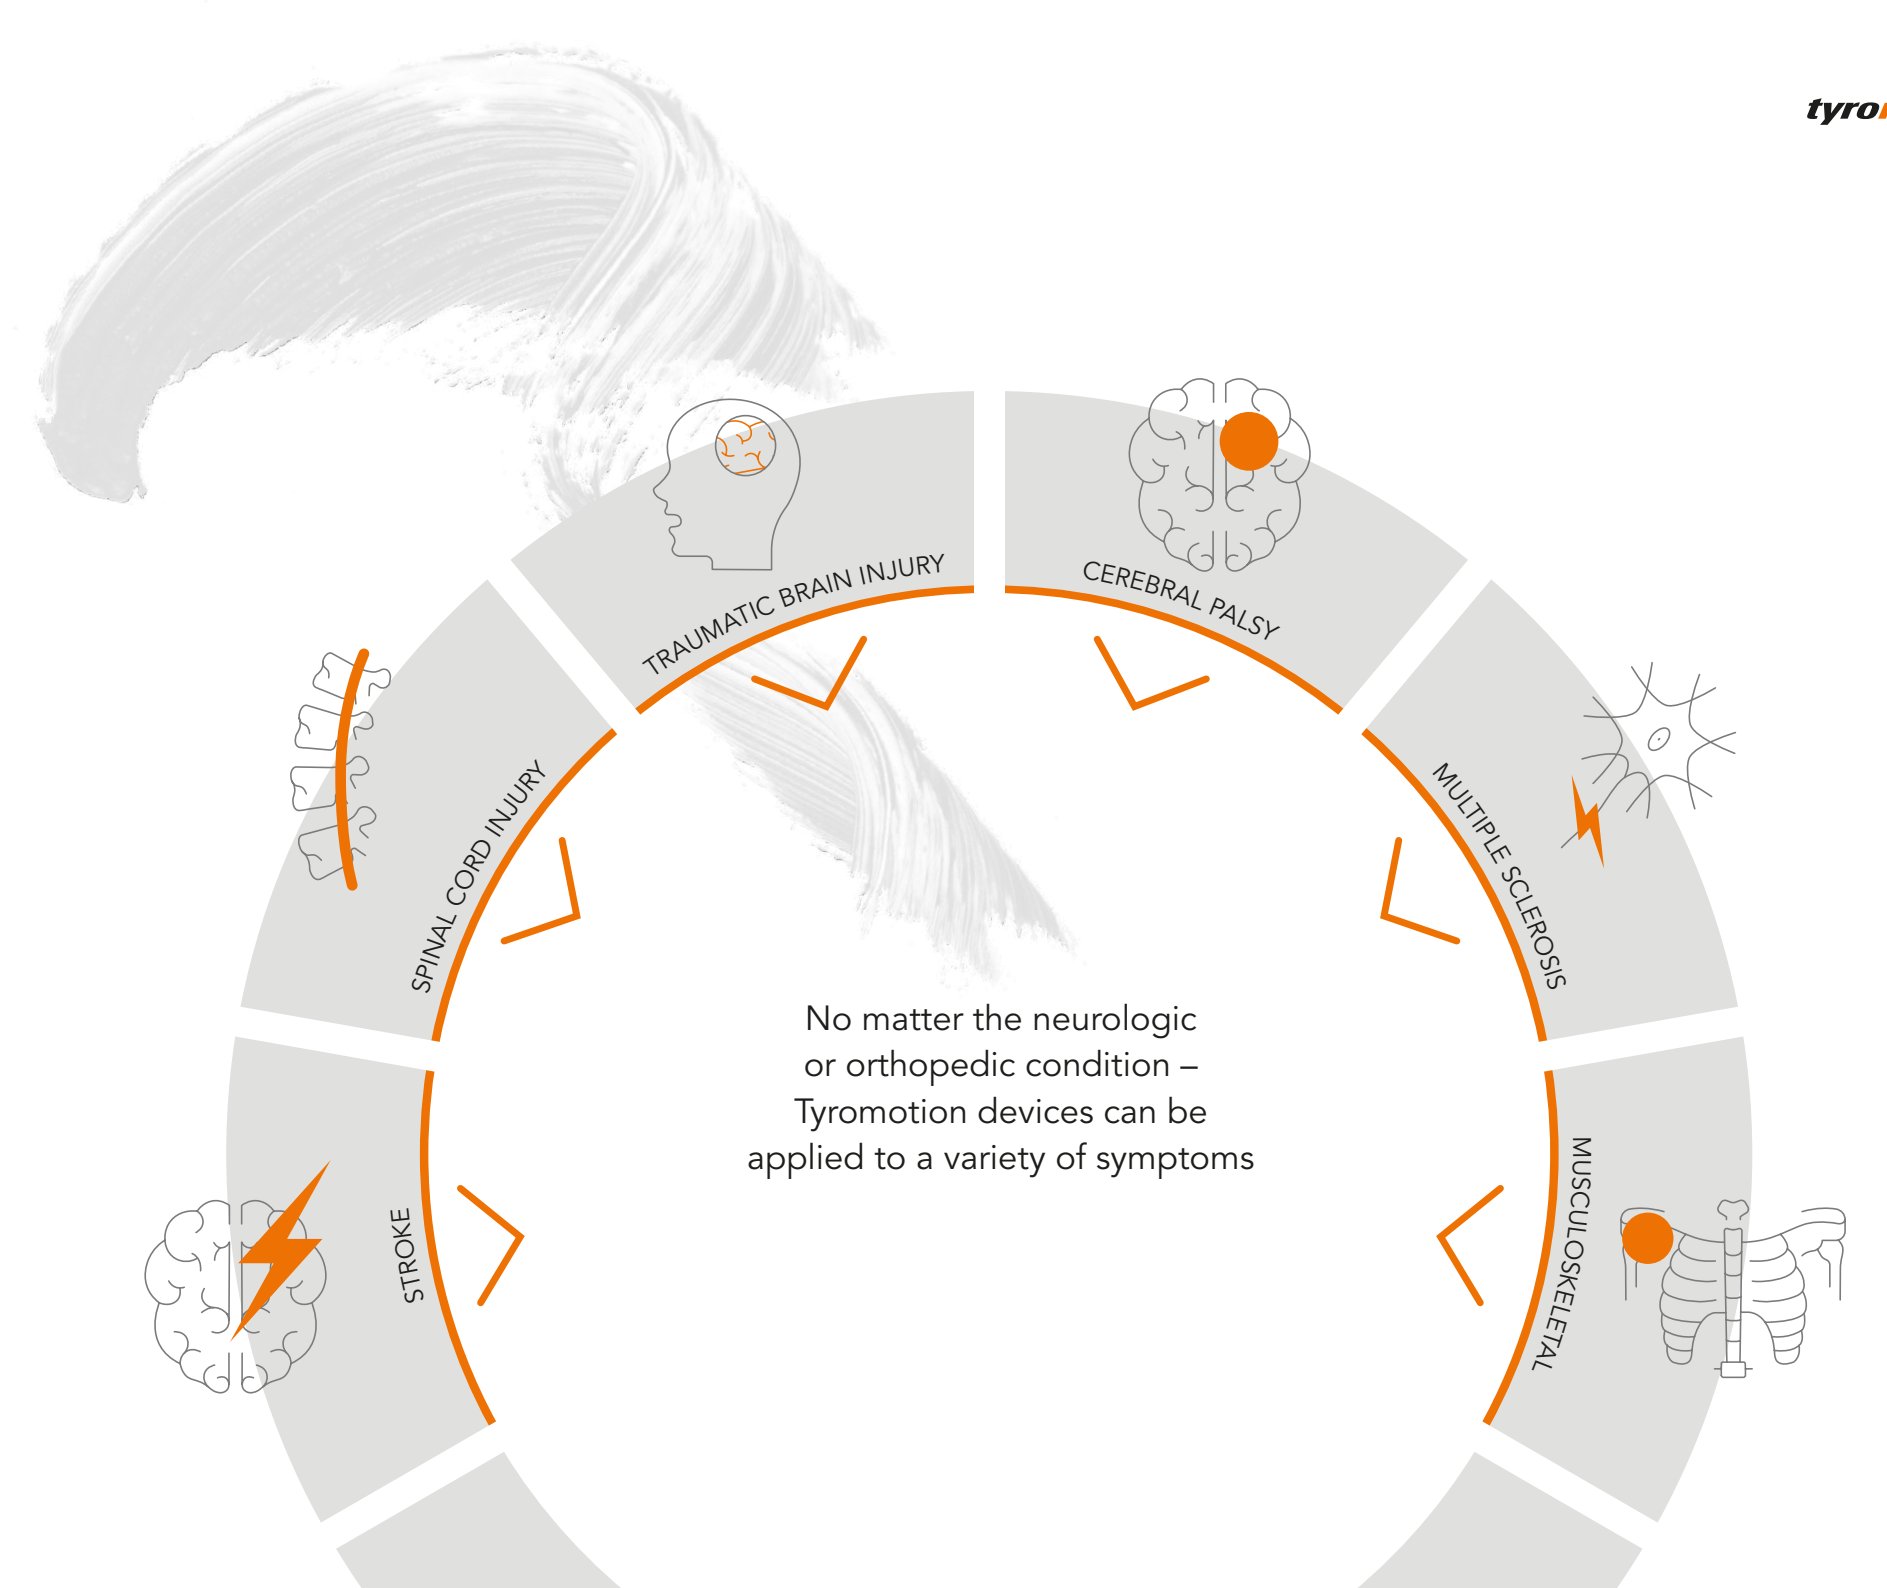 tyro
TRAUMATIC BRAIN INJURY
CEREBRAL PALSY
SPINAL CORD INJURY
MULTIPLE SCLEROSIS
No matter the neurologic
or orthopedic condition –
Tyromotion devices can be
applied to a variety of symptoms
STROKE
MUSCULOSKELETAL